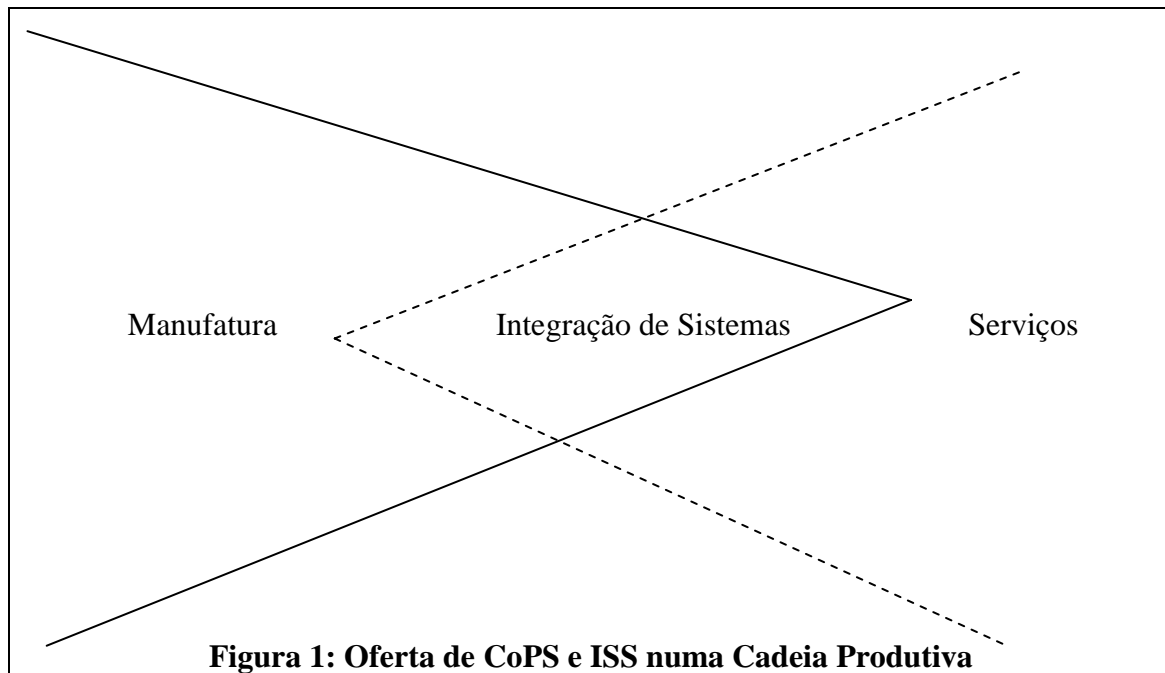 Manufatura
Integração de Sistemas
Serviços
Figura 1: Oferta de CoPS e ISS numa Cadeia Produtiva